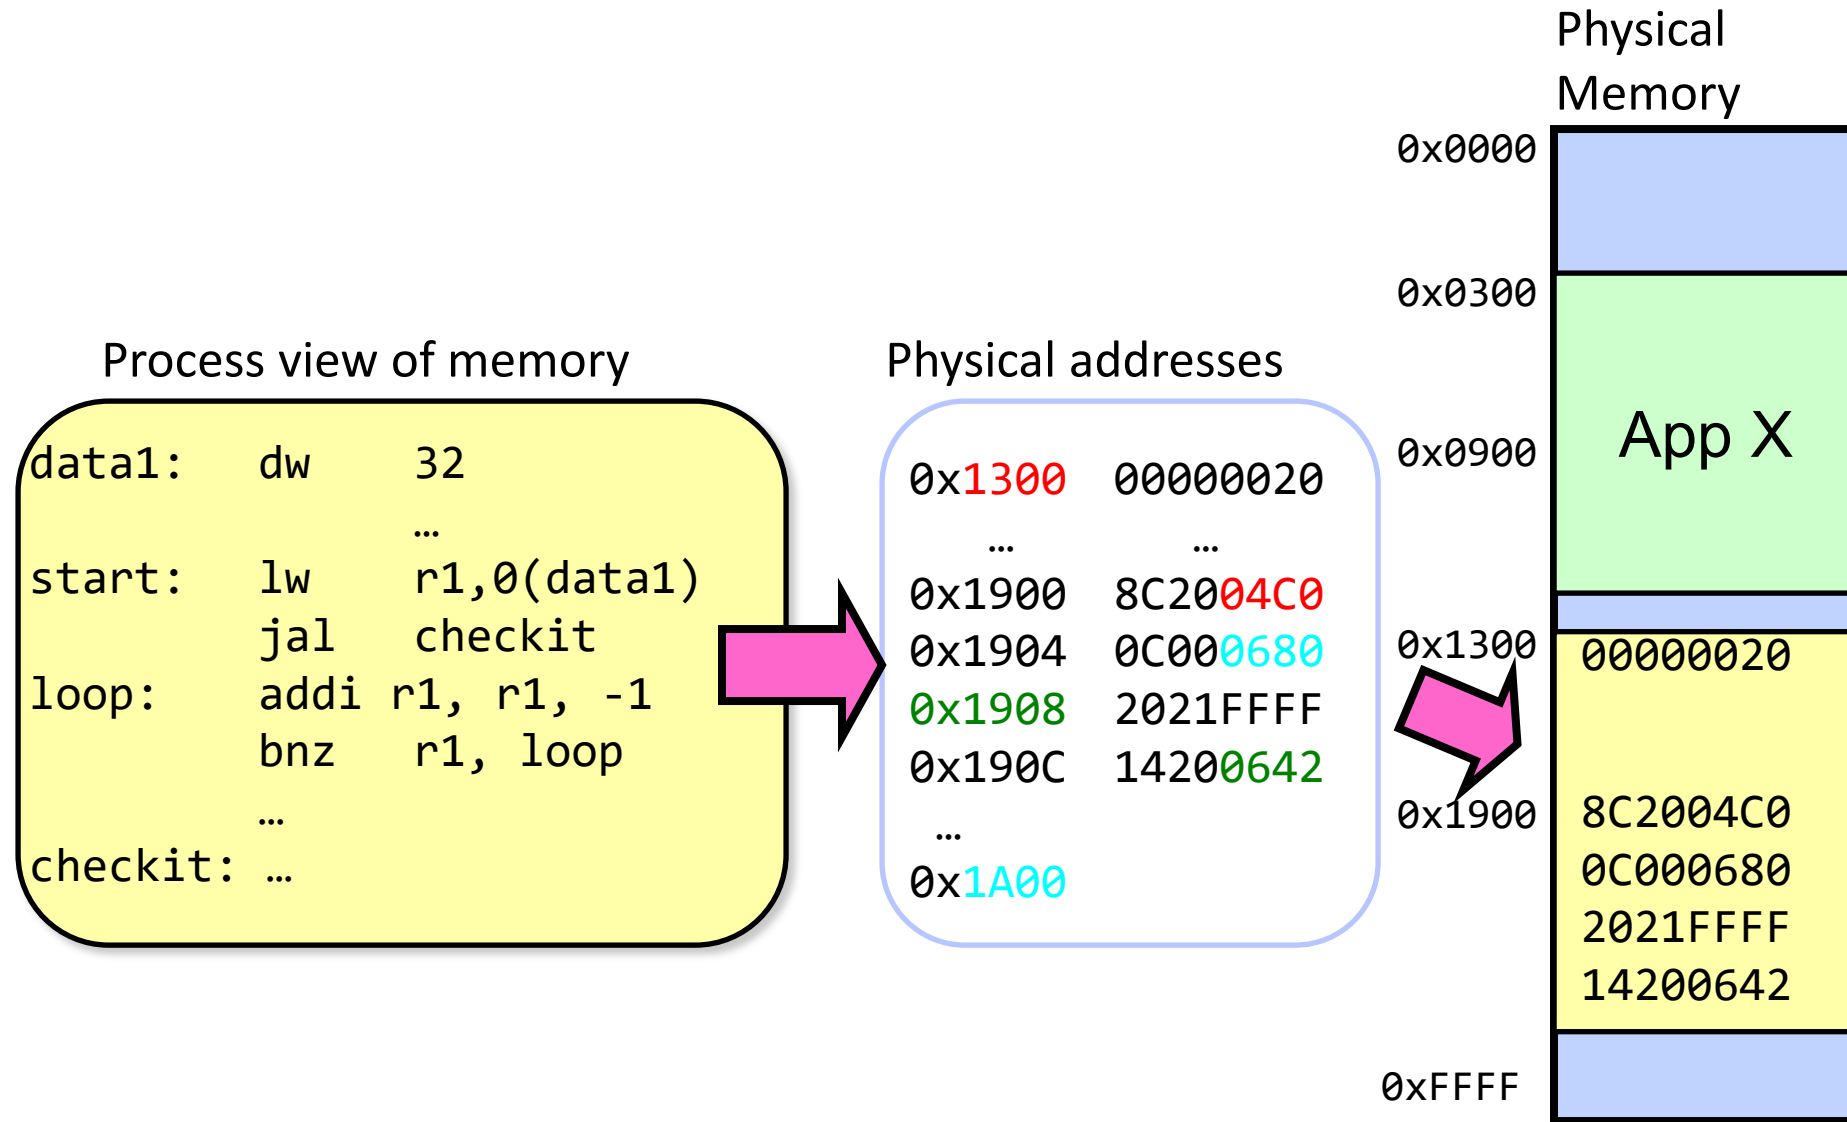 Physical
Memory
0x0000
0x0300
Process view of memory
Physical addresses
data1: dw 32
…
start: lw r1,0(data1)
jal checkit
loop: addi r1, r1, -1
bnz r1, loop
…
checkit: …
0x1300 00000020
… …
0x1900 8C2004C0
0x1904 0C000680
0x1908 2021FFFF
0x190C 14200642
…
0x1A00
0x0900
App X
0x1300
00000020
0x1900
8C2004C0
0C000680
2021FFFF
14200642
0xFFFF